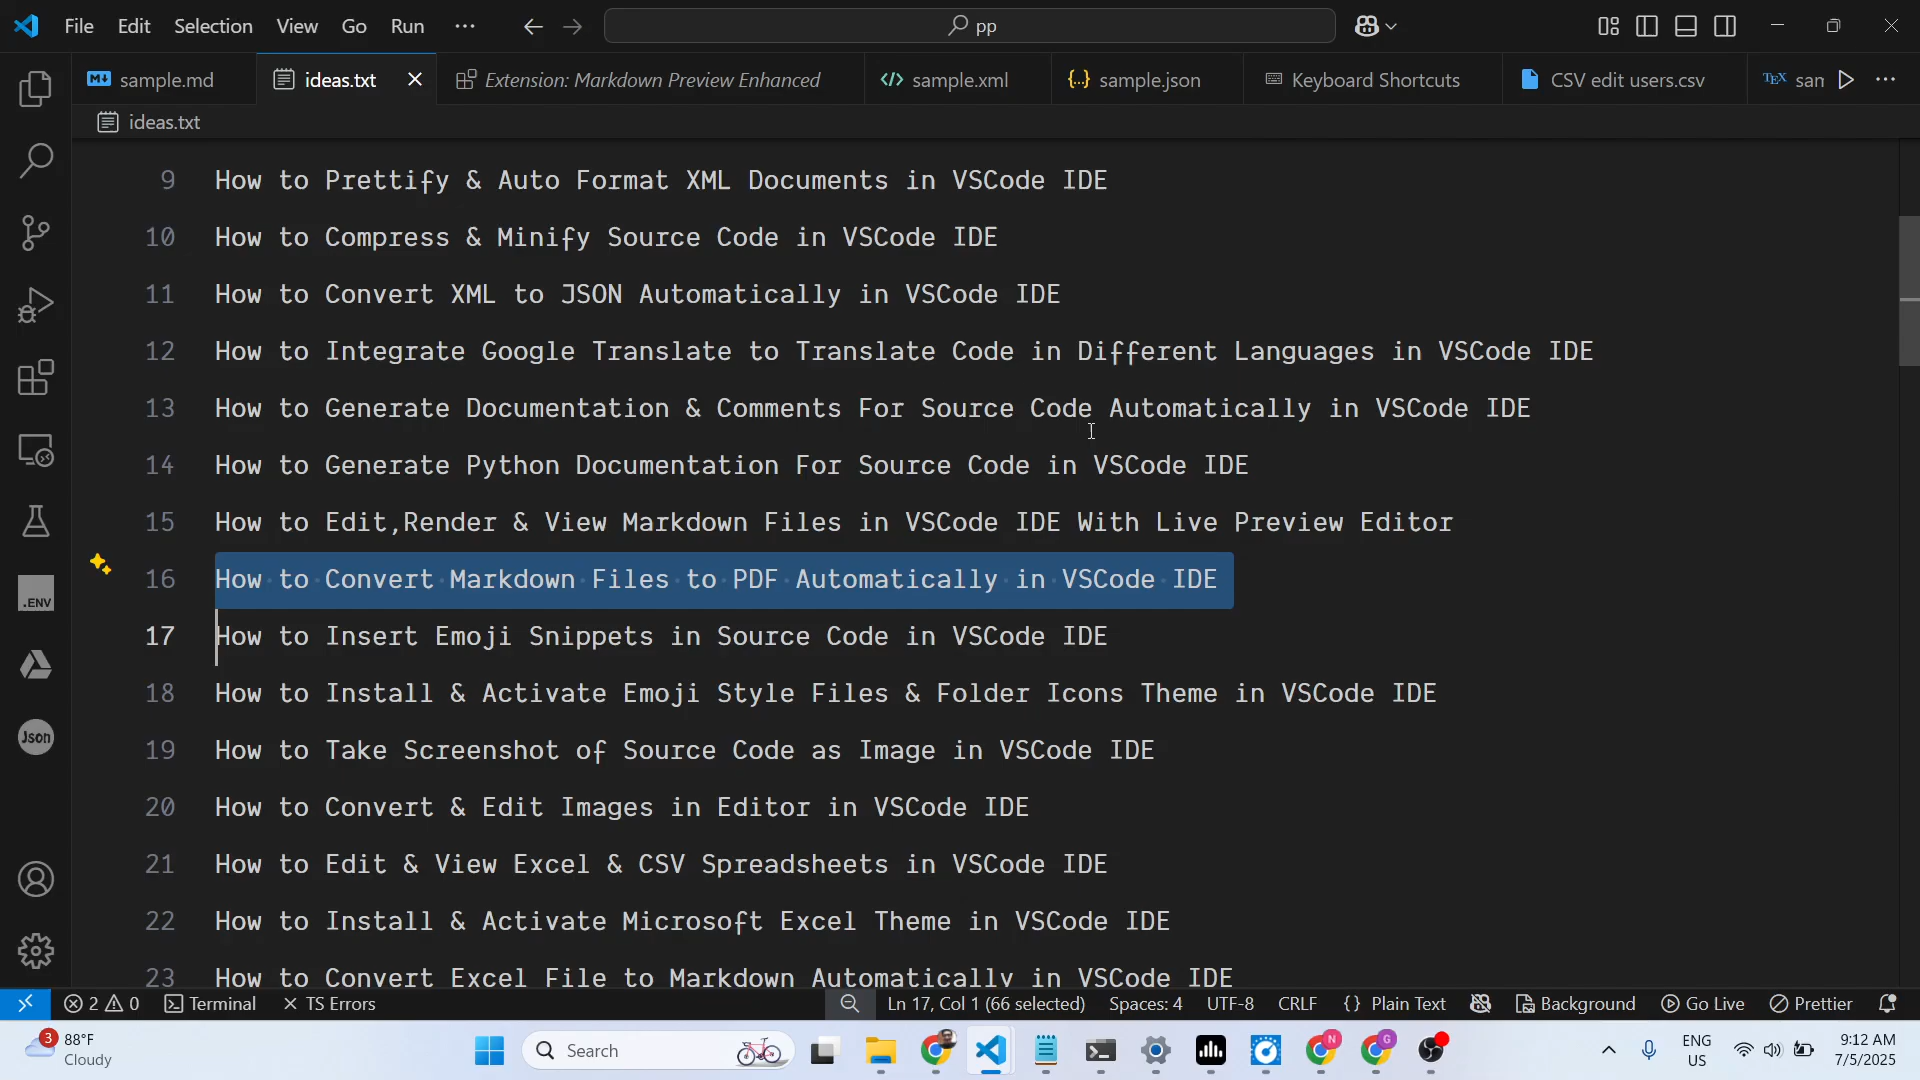 File Edit Selection View Go Run ··· pp
sample.md ideas.txt Extension: Markdown Preview Enhanced sample.xml sample.json Keyboard Shortcuts CSV edit users.csv TEX san
ideas.txt
9 How to Prettify & Auto Format XML Documents in VSCode IDE
10 How to Compress & Minify Source Code in VSCode IDE
11 How to Convert XML to JSON Automatically in VSCode IDE
12 How to Integrate Google Translate to Translate Code in Different Languages in VSCode IDE
13 How to Generate Documentation & Comments For Source Code Automatically in VSCode IDE
14 How to Generate Python Documentation For Source Code in VSCode IDE
15 How to Edit,Render & View Markdown Files in VSCode IDE With Live Preview Editor
16 How to Convert Markdown Files to PDF Automatically in VSCode IDE
17 How to Insert Emoji Snippets in Source Code in VSCode IDE
18 How to Install & Activate Emoji Style Files & Folder Icons Theme in VSCode IDE
19 How to Take Screenshot of Source Code as Image in VSCode IDE
20 How to Convert & Edit Images in Editor in VSCode IDE
21 How to Edit & View Excel & CSV Spreadsheets in VSCode IDE
22 How to Install & Activate Microsoft Excel Theme in VSCode IDE
23 How to Convert Excel File to Markdown Automatically in VSCode IDE
.ENV
Json
2 0 Terminal TS Errors Ln 17, Col 1 (66 selected) Spaces: 4 UTF-8 CRLF {} Plain Text Background Go Live Prettier
3 88°F
Cloudy
Search
N
G
ENG
US
9:12 AM
7/5/2025